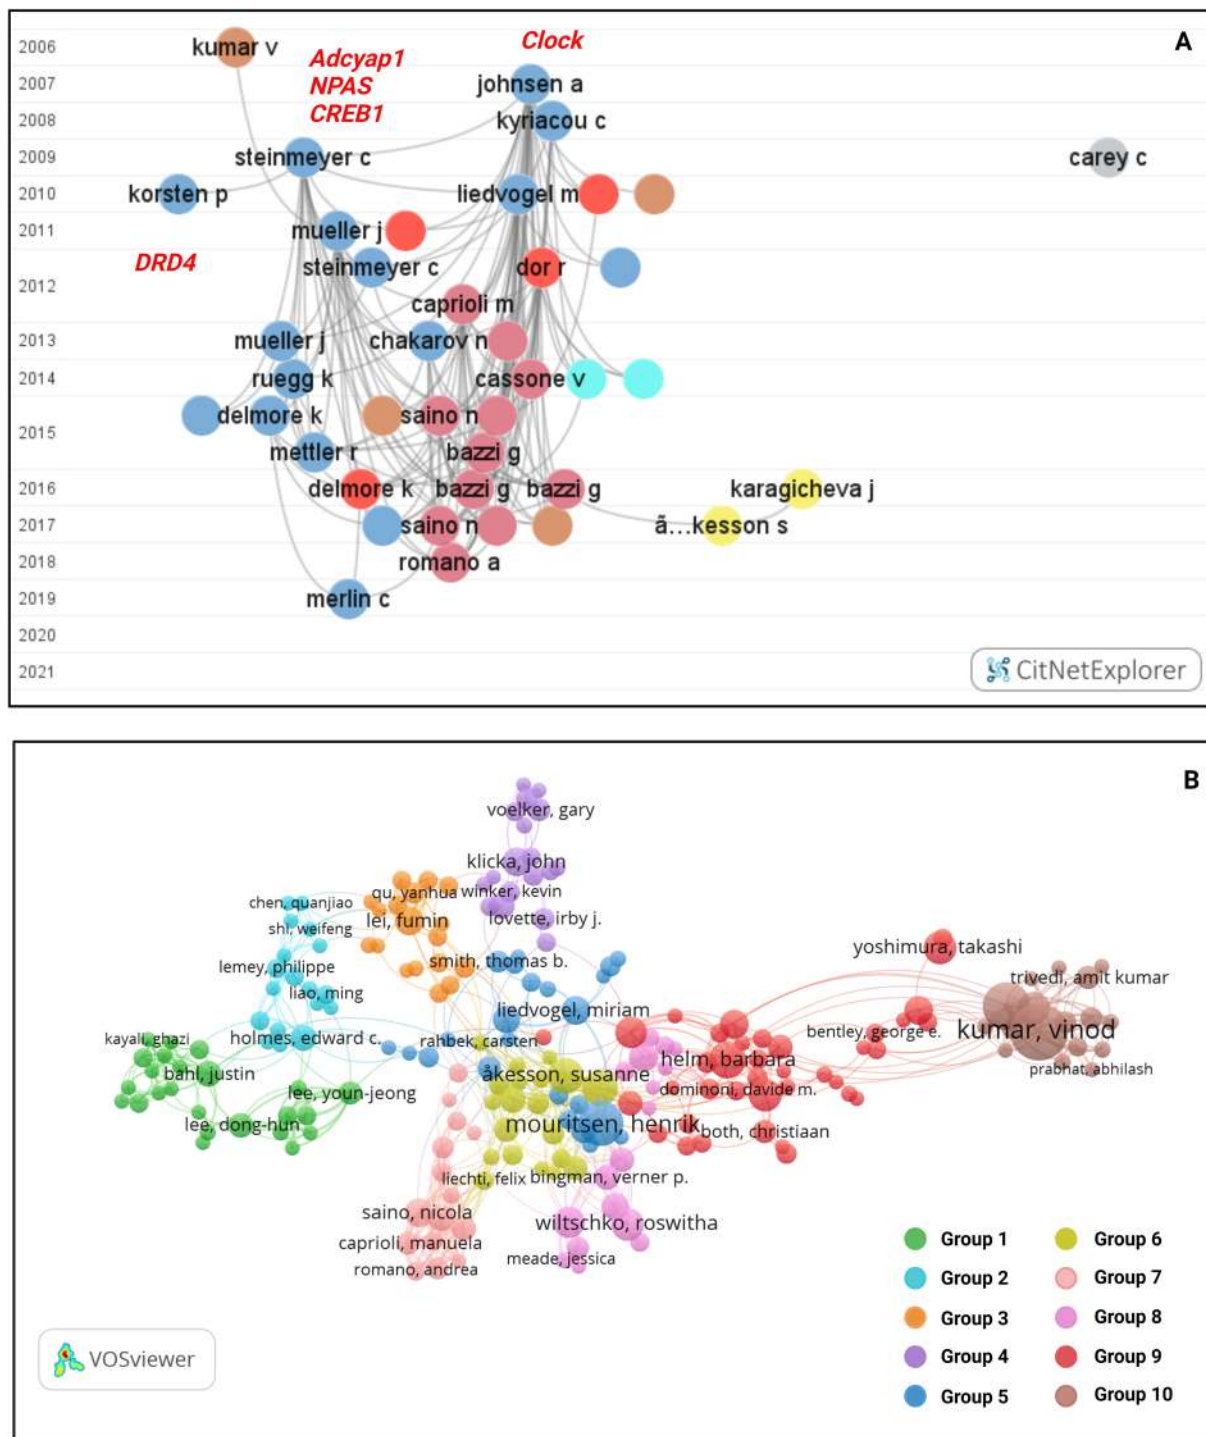 A
2006
kumar v
Clock
Adcyap1
NPAS
CREB1
2007
johnsen a
2008
kyriacou c
2009
steinmeyer c
carey c
2010
korsten p
liedvogel m
2011
mueller j
DRD4
steinmeyer c
dor r
2012
caprioli m
2013
mueller j
chakarov n
2014
ruegg k
cassone v
delmore k
saino n
2015
mettler r
bazzi g
2016
delmore k
bazzi g
bazzi g
karagicheva j
2017
saino n
ã...kesson s
2018
romano a
2019
merlin c
2020
2021
CitNetExplorer
B
voelker, gary
klicka, john
qu, yanhua
winker, kevin
chen, quanjiao
lei, fumin
lovette, irby j.
shi, weifeng
yoshimura, takashi
lemey, philippe
smith, thomas b.
trivedi, amit kumar
liao, ming
liedvogel, miriam
kayali, ghazi
holmes, edward c.
rahbek, carsten
bentley, george e.
kumar, vinod
bahl, justin
åkesson, susanne
helm, barbara
prabhat, abhilash
lee, youn-jeong
dominoni, davide m.
lee, dong-hun
mouritsen, henrik
both, christiaan
liechti, felix
bingman, verner p.
saino, nicola
wiltschko, roswitha
caprioli, manuela
meade, jessica
romano, andrea
Group 1
Group 6
Group 2
Group 7
Group 3
Group 8
Group 4
Group 9
Group 5
Group 10
VOSviewer